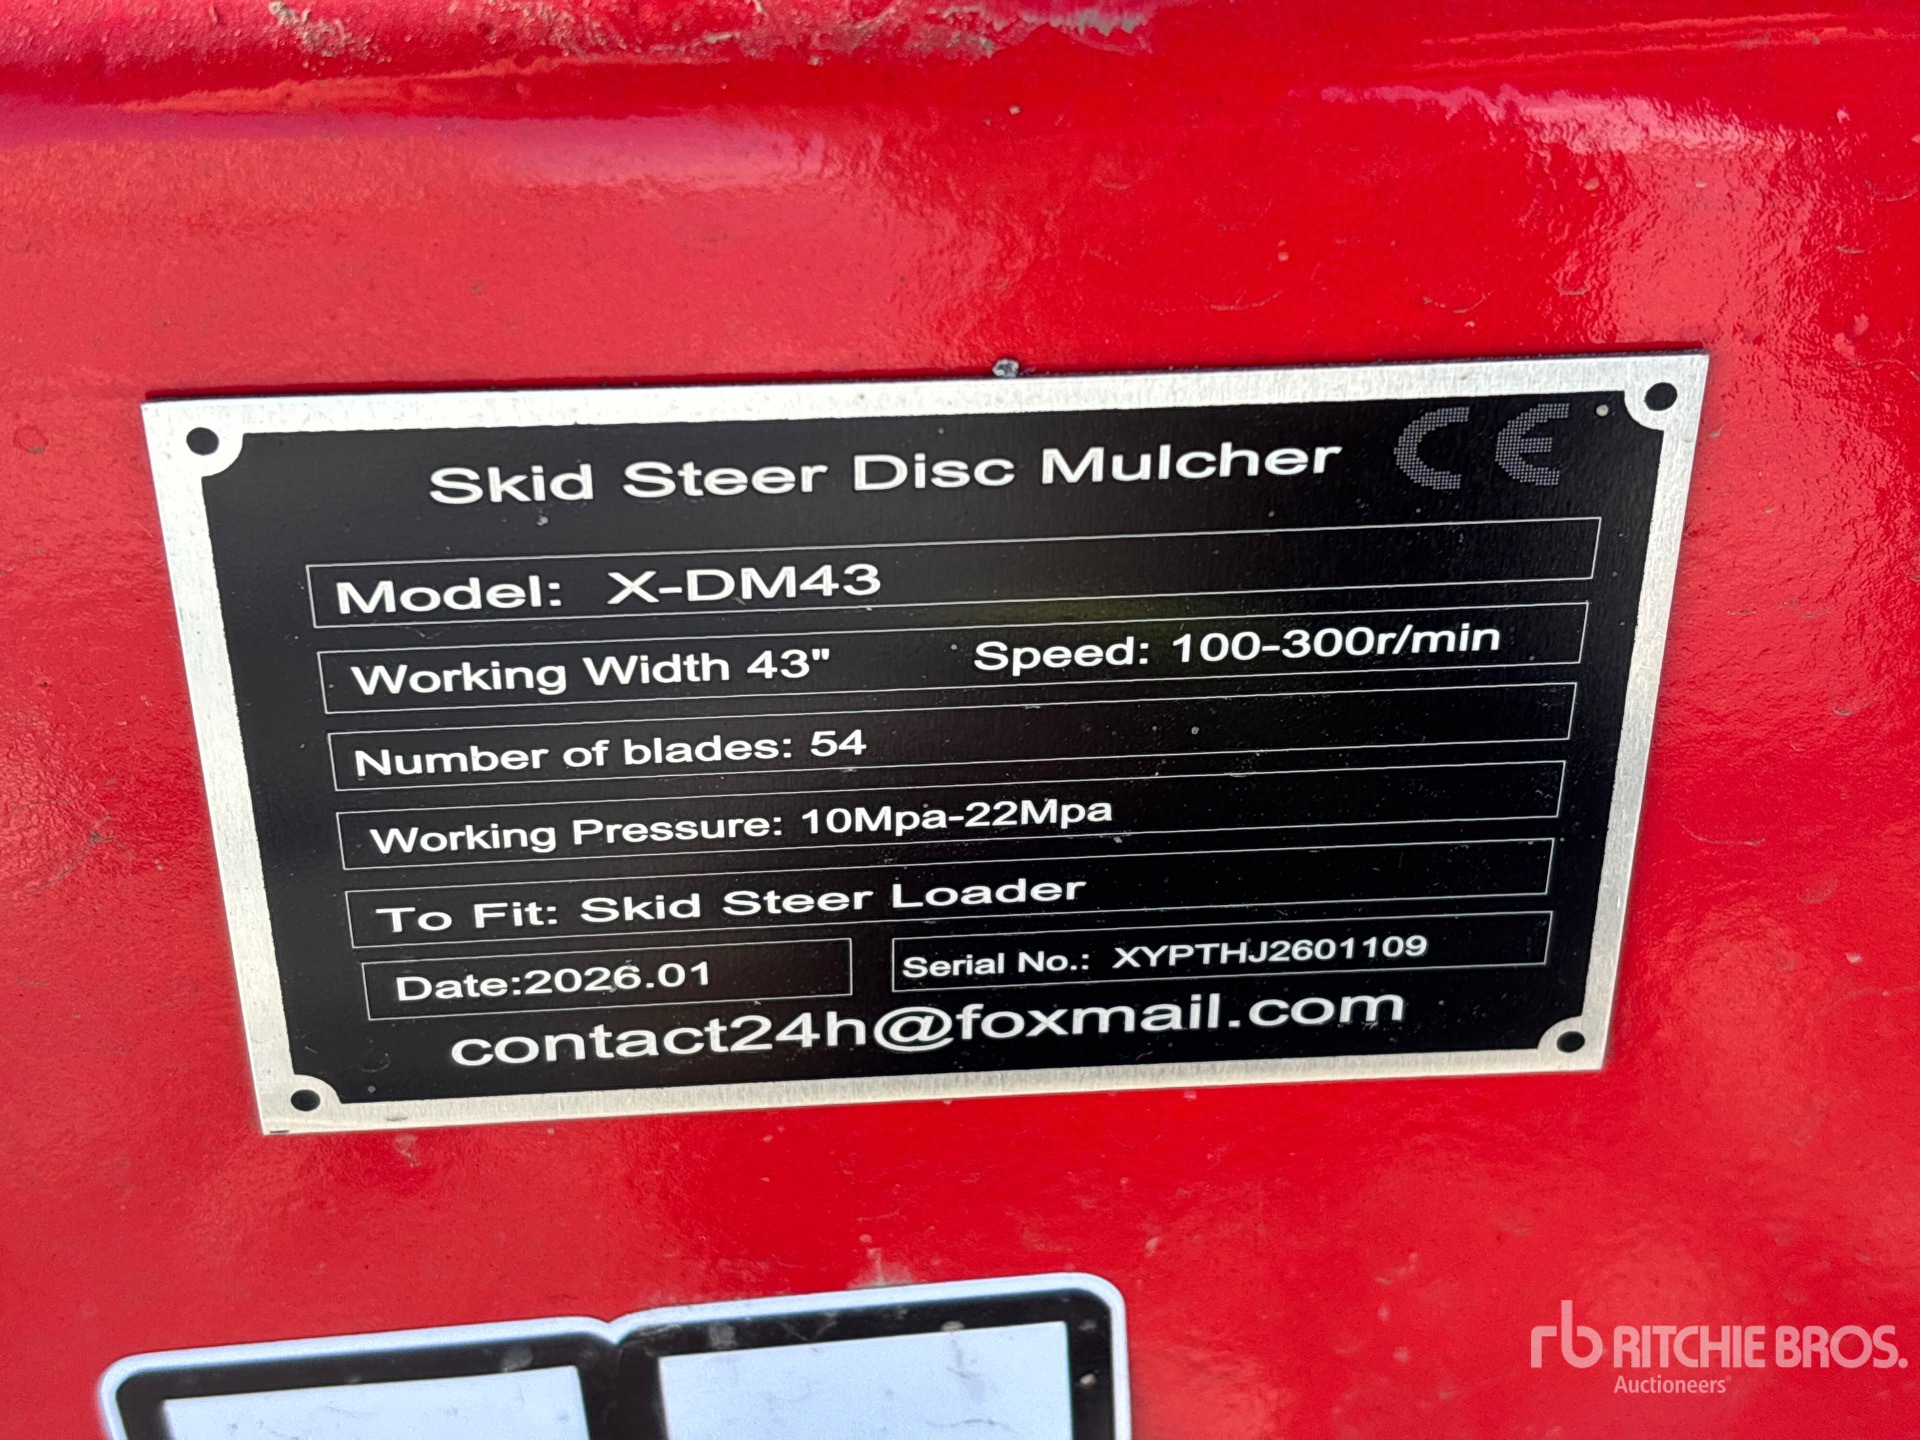 Skid Steer Disc Mulcher CE
Model: X-DM43
Working Width 43" Speed: 100-300r/min
Number of blades: 54
Working Pressure: 10Mpa-22Mpa
To Fit: Skid Steer Loader
Date:2026.01 Serial No.: XYPTHJ2601109
contact24h@foxmail.com
rb RITCHIE BROS.
Auctioneers